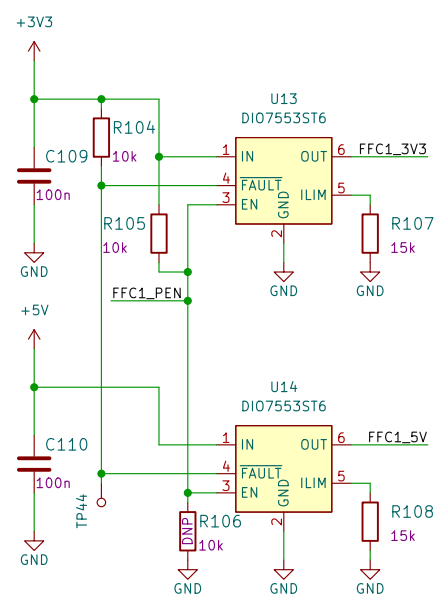 +3V3
U13
DIO7553ST6
R104
10k
1 IN OUT 6 FFC1_3V3
C109
100n
4 FAULT
3 EN
ILIM 5
GND
2
R105
10k
R107
15k
GND
GND
GND
FFC1_PEN
+5V
U14
DIO7553ST6
1 IN OUT 6 FFC1_5V
C110
100n
4 FAULT
3 EN
ILIM 5
GND
2
TP44
DNP
R106
10k
R108
15k
GND
GND
GND
GND